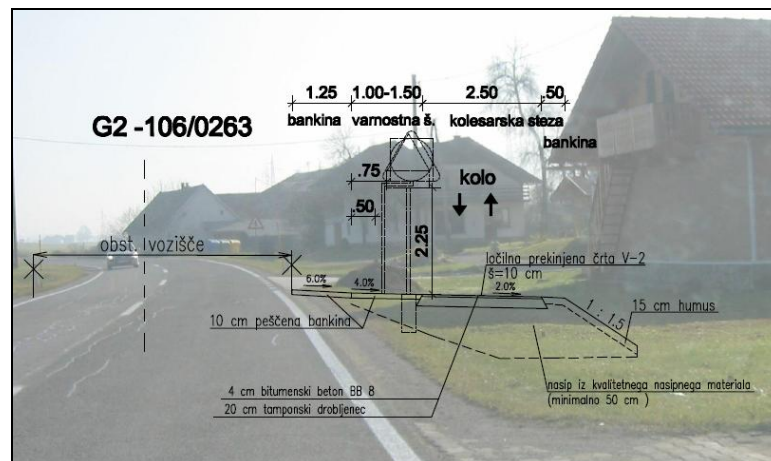 1.25 1.00-1.50 2.50 .50
bankina varnostna š. kolesarska steza
bankina
G2 -106/0263
.75
kolo
.50
2.25
obst. vozišče
ločilna prekinjena črta V-2
š=10 cm
6.0% 4.0% 2.0%
1 : 1.5
15 cm humus
10 cm peščena bankina
4 cm bitumenski beton BB 8
20 cm tamponski drobljenec
nasip iz kvalitetnega nasipnega materiala
(minimalno 50 cm )